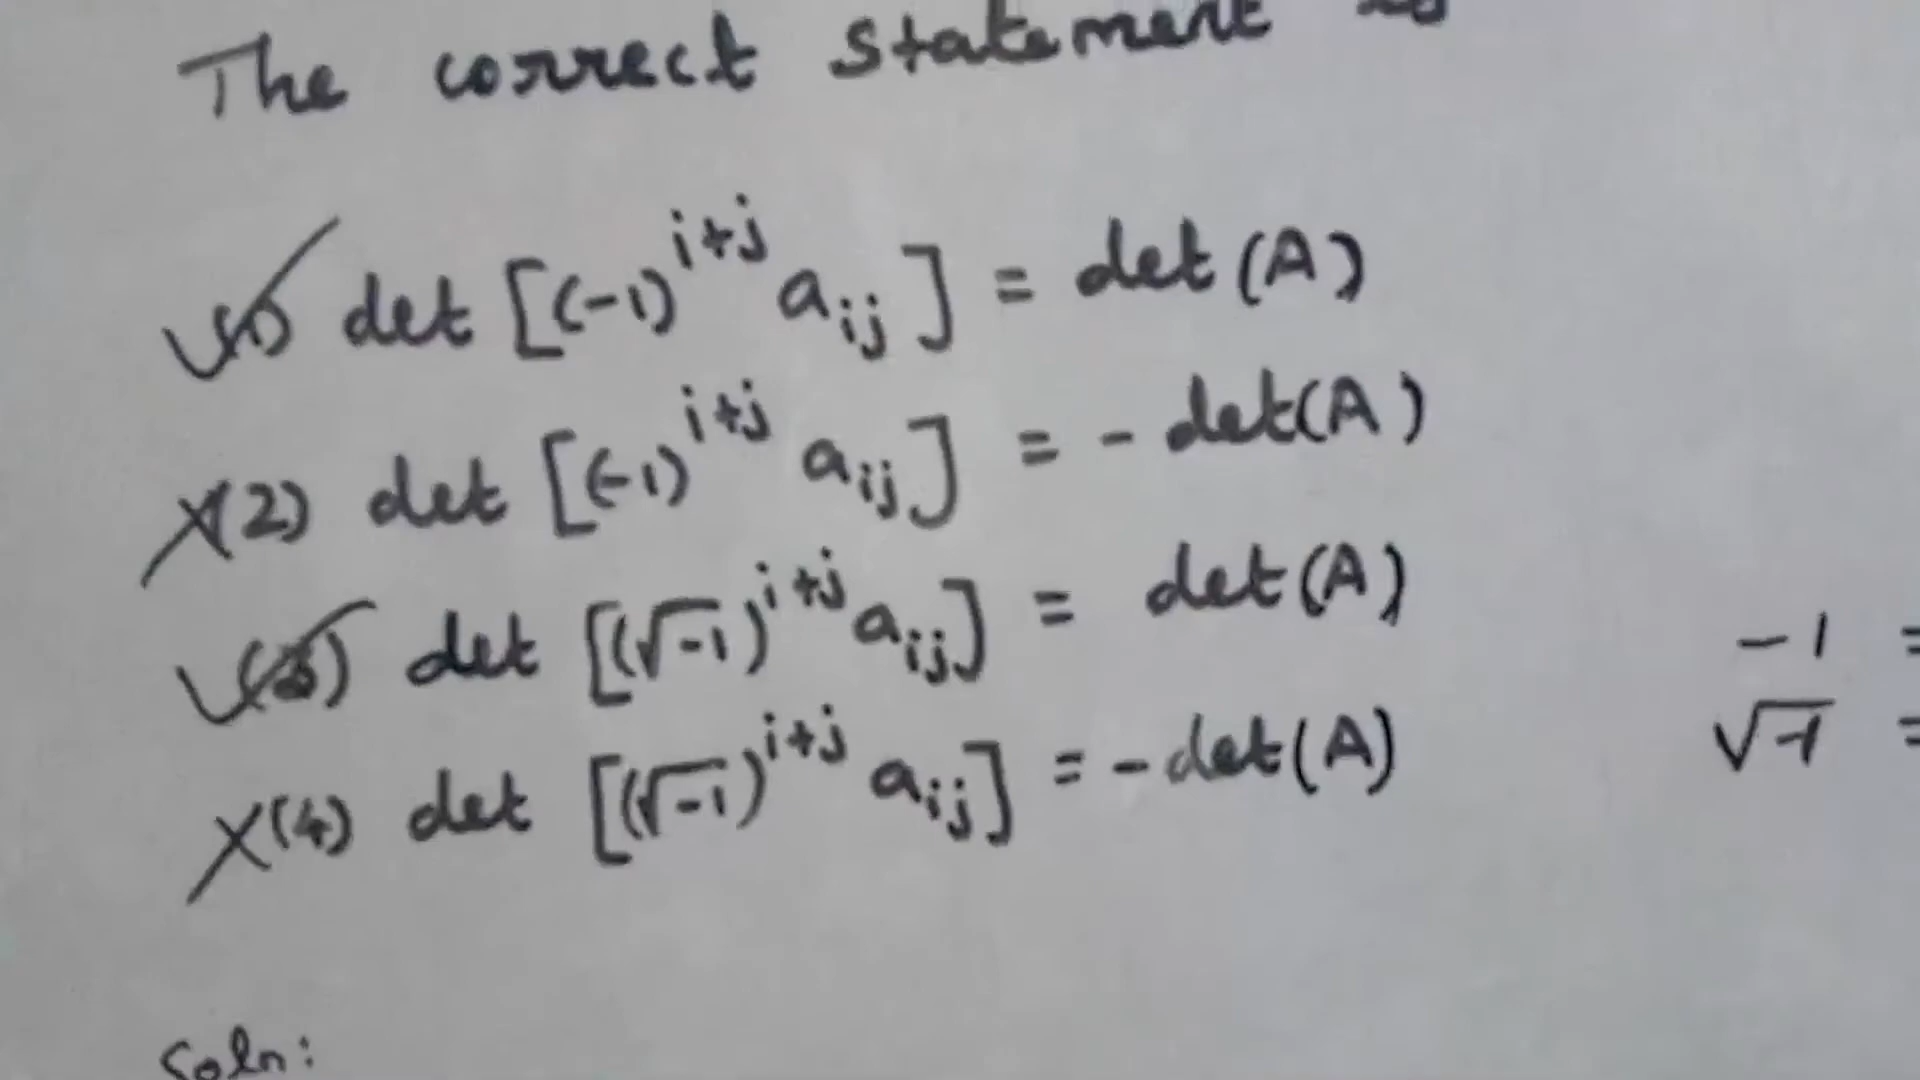 The correct statement is
✓(1) det [(-1)^{i+j} a_{ij}] = det (A)
X(2) det [(-1)^{i+j} a_{ij}] = - det(A)
✓(3) det [(√-1)^{i+j} a_{ij}] = det (A)
-1 =
X(4) det [(√-1)^{i+j} a_{ij}] = - det (A)
√-1 =
Soln: